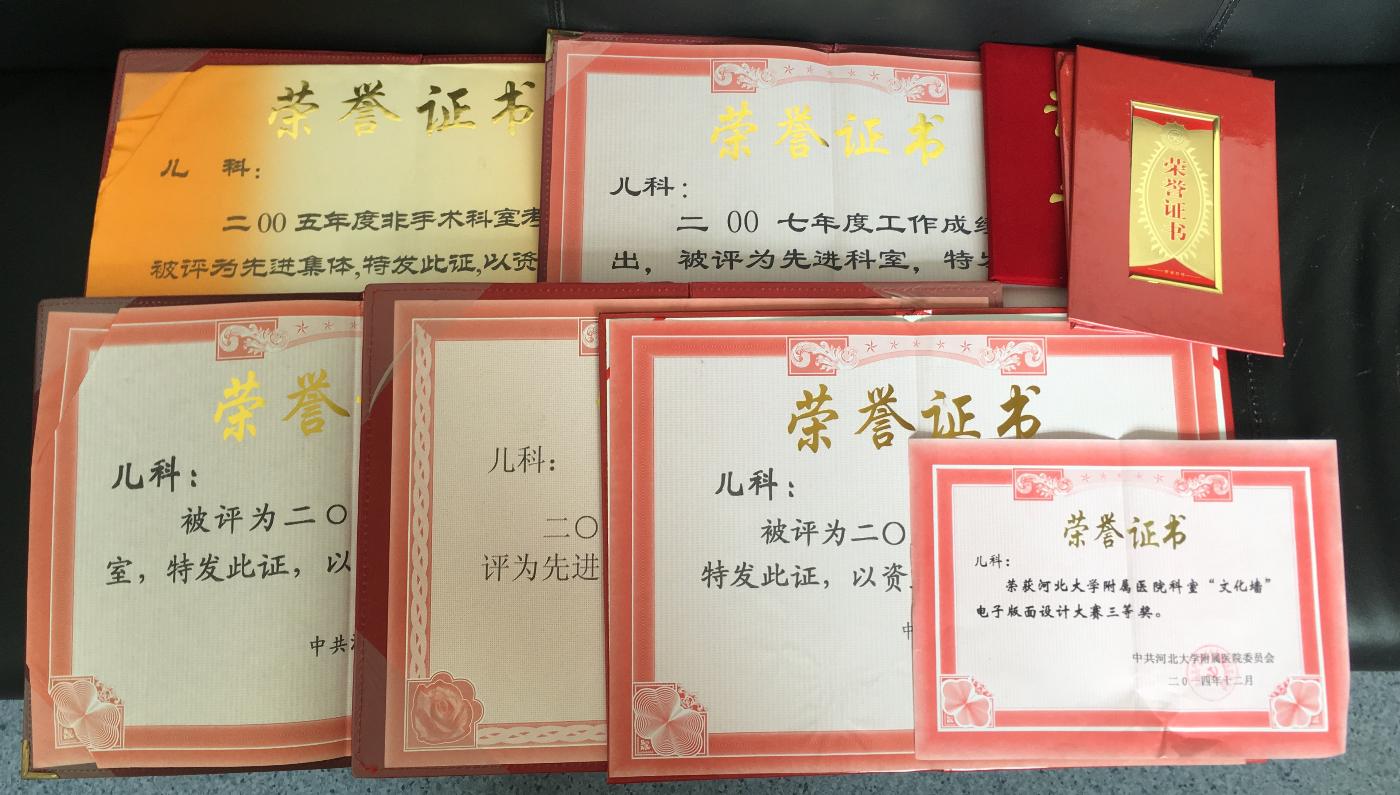 荣誉证书
儿 科:
二00五年度非手术科室考
被评为先进集体,特发此证,以资
荣誉证书
儿科:
二 00 七年度工作成
出，被评为先进科室，特
荣誉证书
荣誉
儿科:
被评为二〇
室，特发此证，以
中共
儿科:
二〇
评为先进
荣誉证书
儿科:
被评为二〇
特发此证，以资
荣誉证书
儿科:
荣获河北大学附属医院科室“文化墙”
电子版面设计大赛三等奖。
中共河北大学附属医院委员会
二0一四年十二月